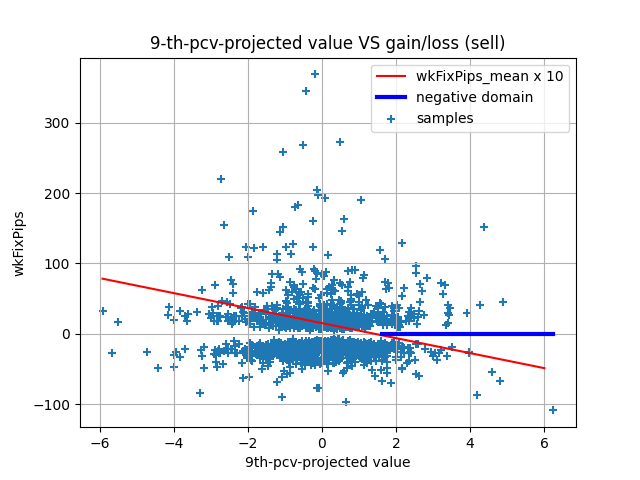 9-th-pcv-projected value VS gain/loss (sell)
wkFixPips_mean x 10
negative domain
samples
wkFixPips
300
200
100
0
−100
−6 −4 −2 0 2 4 6
9th-pcv-projected value